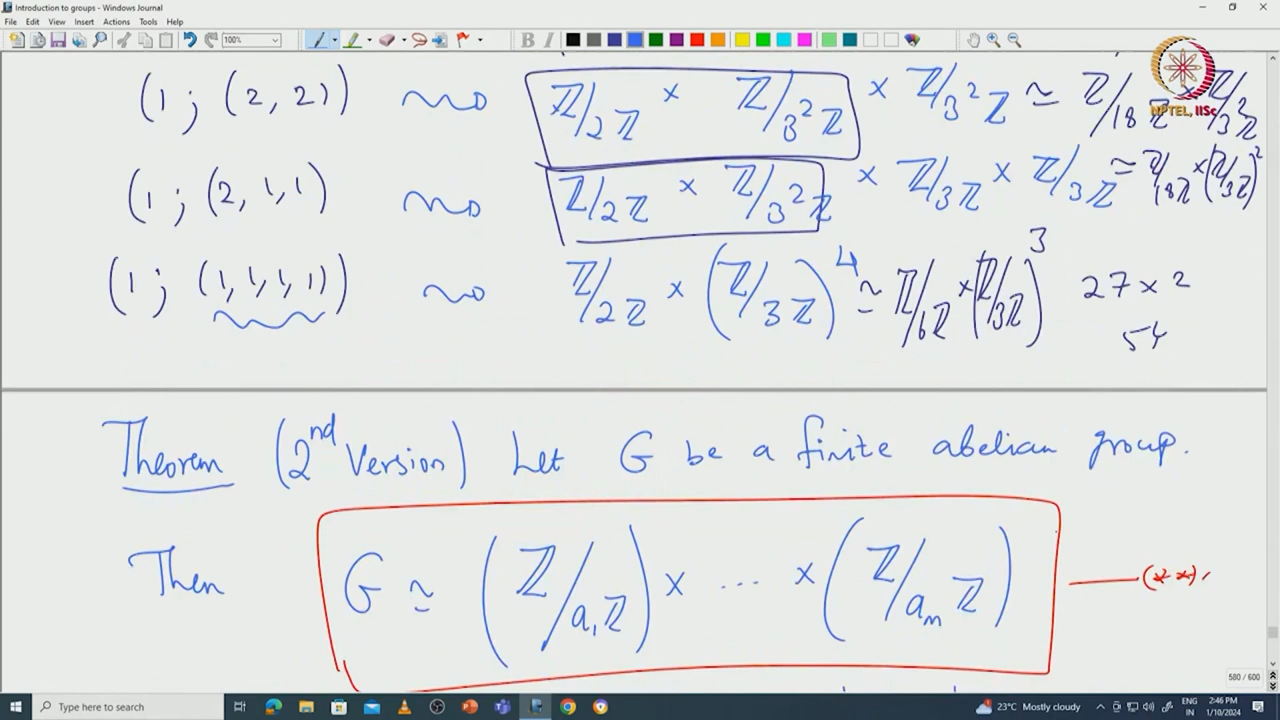 Introduction to groups - Windows Journal
File Edit View Insert Actions Tools Help
100%
B I
NPTEL, IISc
(1 ; (2, 2)) ⇝ ℤ/2ℤ × ℤ/3²ℤ × ℤ/3²ℤ ≃ ℤ/18ℤ × ℤ/3²ℤ
(1 ; (2, 1, 1)) ⇝ ℤ/2ℤ × ℤ/3²ℤ × ℤ/3ℤ × ℤ/3ℤ ≃ ℤ/18ℤ × (ℤ/3ℤ)²
(1 ; (1, 1, 1, 1)) ⇝ ℤ/2ℤ × (ℤ/3ℤ)⁴ ≃ ℤ/6ℤ × (ℤ/3ℤ)³ 27 × 2
54
Theorem (2nd Version) Let G be a finite abelian group.
Then G ≃ (ℤ/a₁ℤ) × ... × (ℤ/aₘℤ) — (**).
580 / 600
Type here to search
23°C Mostly cloudy
ENG
IN
2:46 PM
1/10/2024